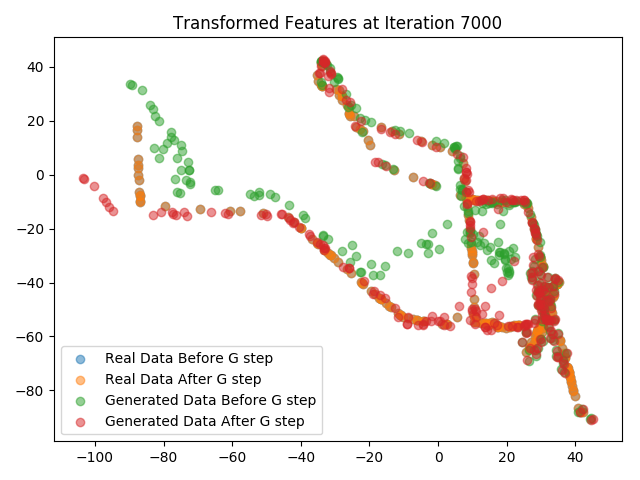 Transformed Features at Iteration 7000
40
20
0
−20
−40
−60
−80
Real Data Before G step
Real Data After G step
Generated Data Before G step
Generated Data After G step
−100 −80 −60 −40 −20 0 20 40